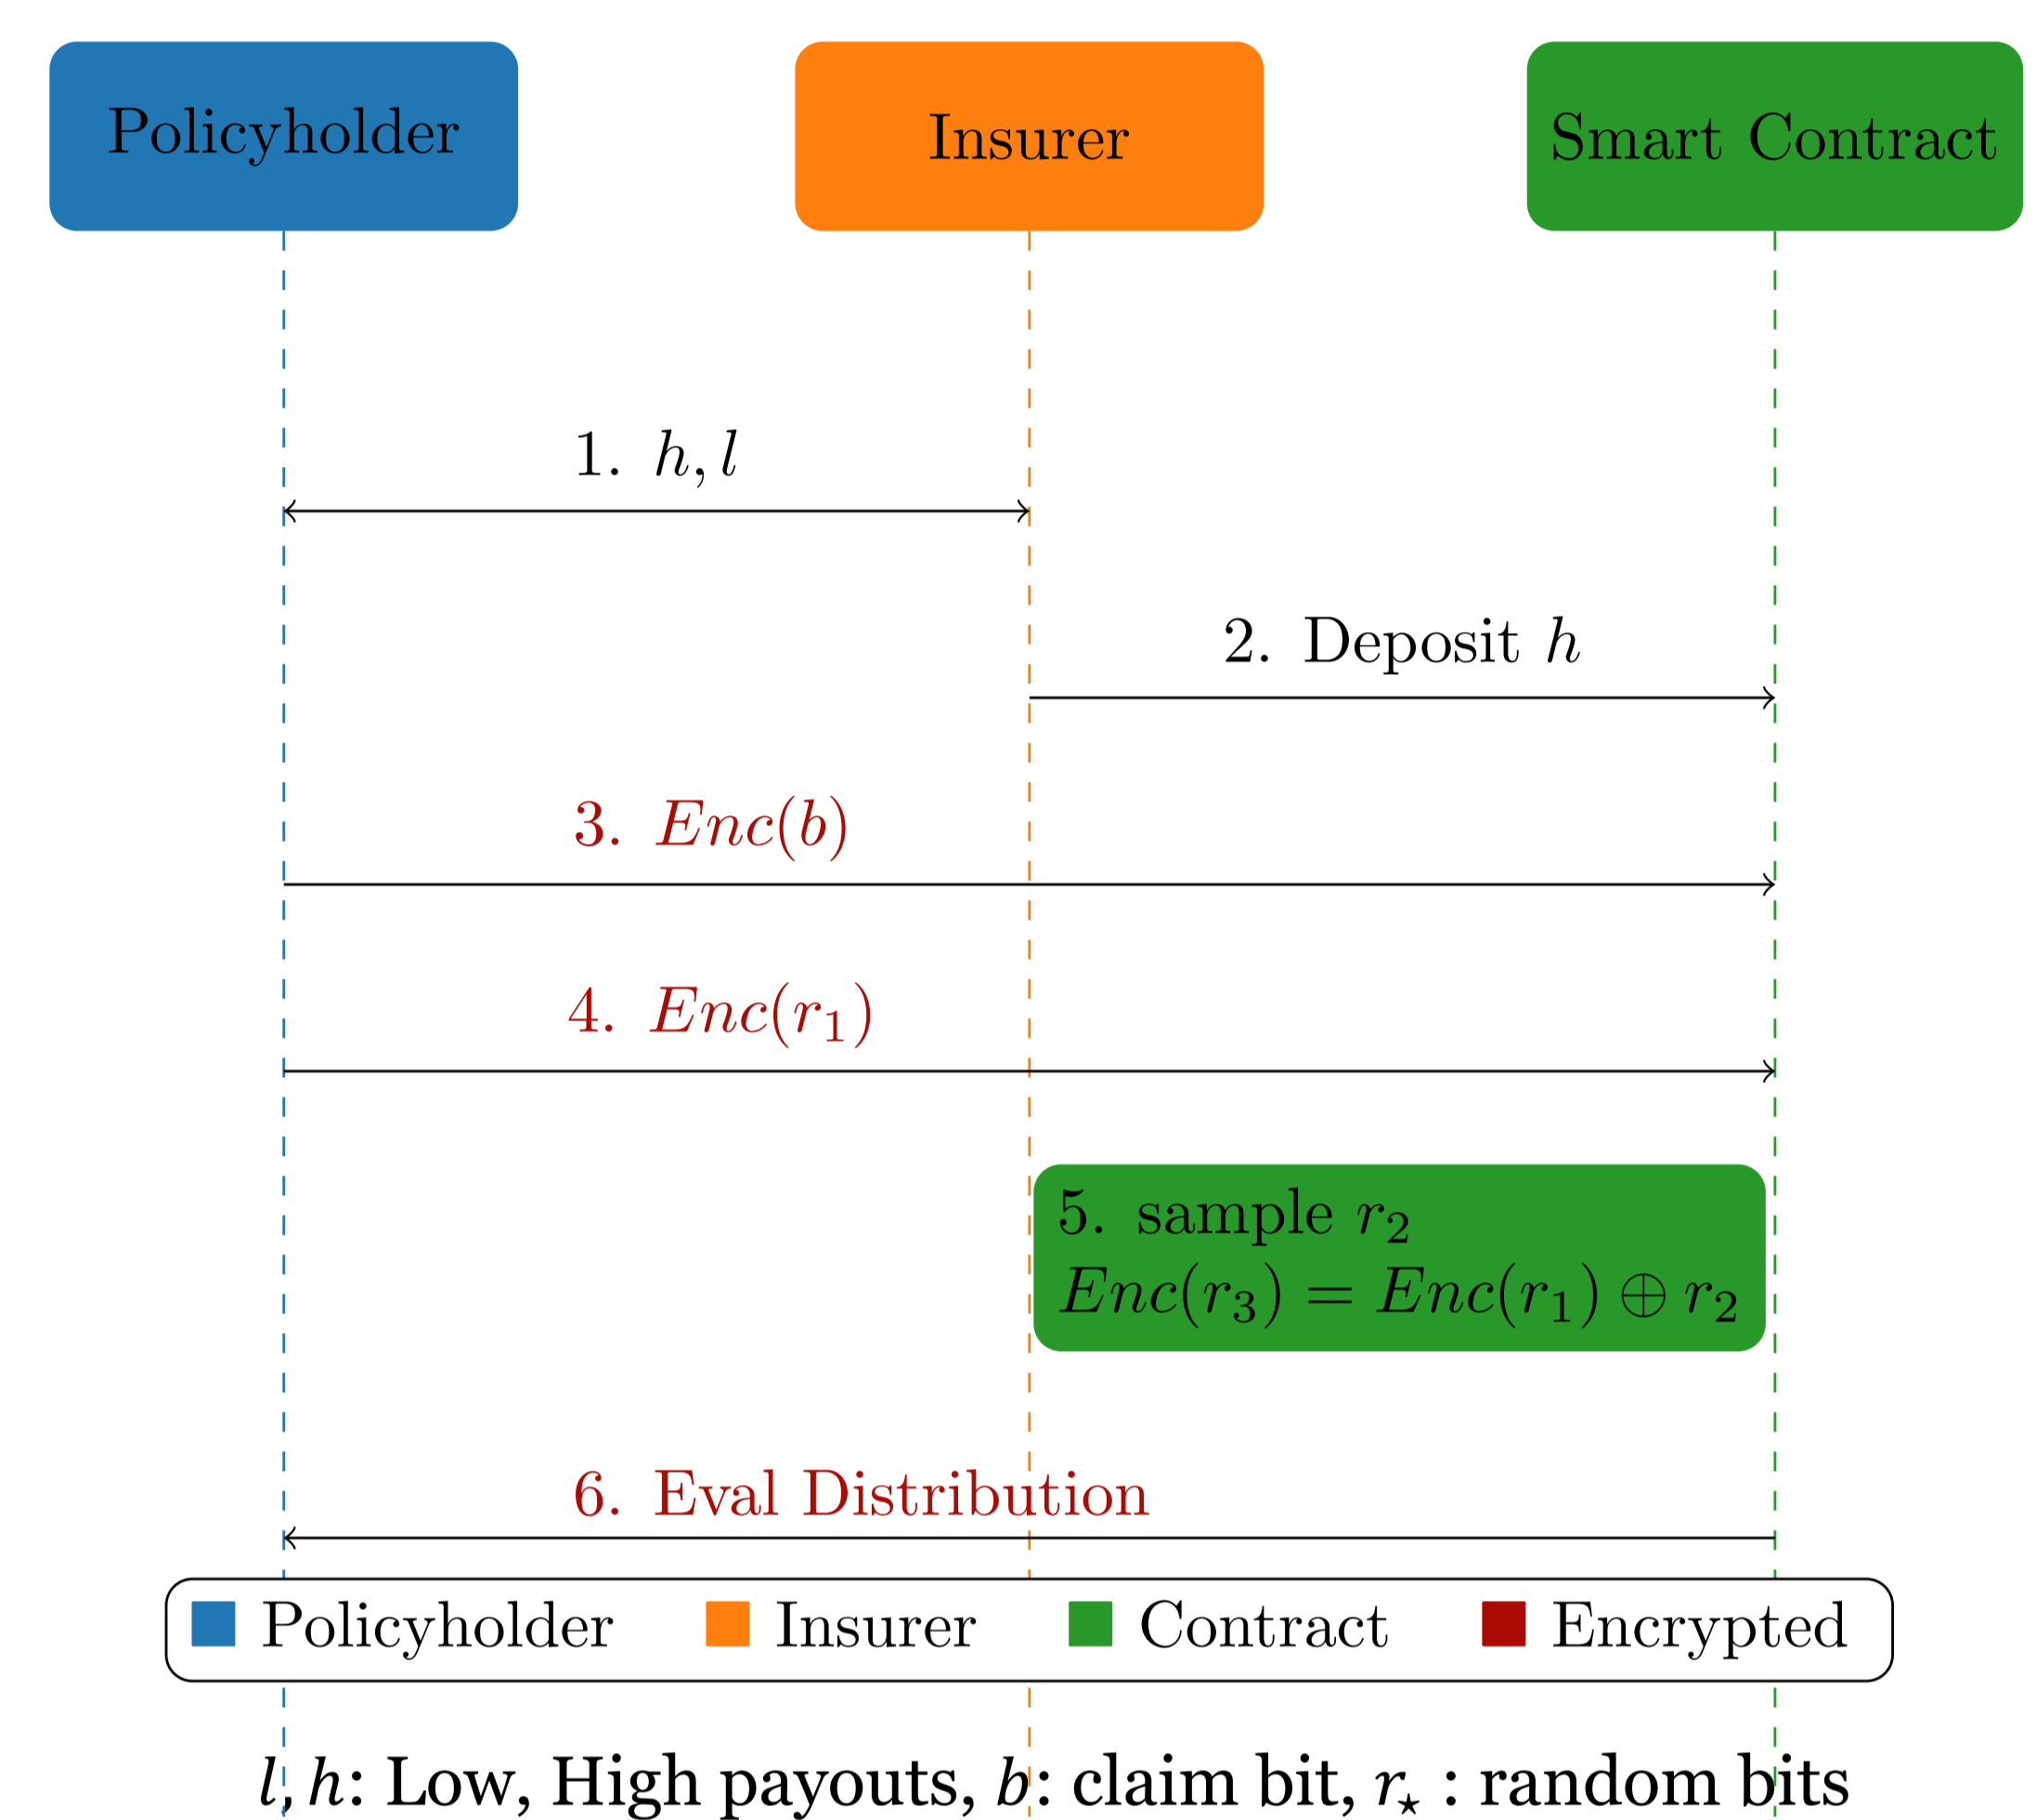 Policyholder
Insurer
Smart Contract
1. h, l
2. Deposit h
3. Enc(b)
4. Enc(r₁)
5. sample r₂
Enc(r₃) = Enc(r₁) ⊕ r₂
6. Eval Distribution
Policyholder Insurer Contract Encrypted
l, h: Low, High payouts, b: claim bit, r⋆ : random bits